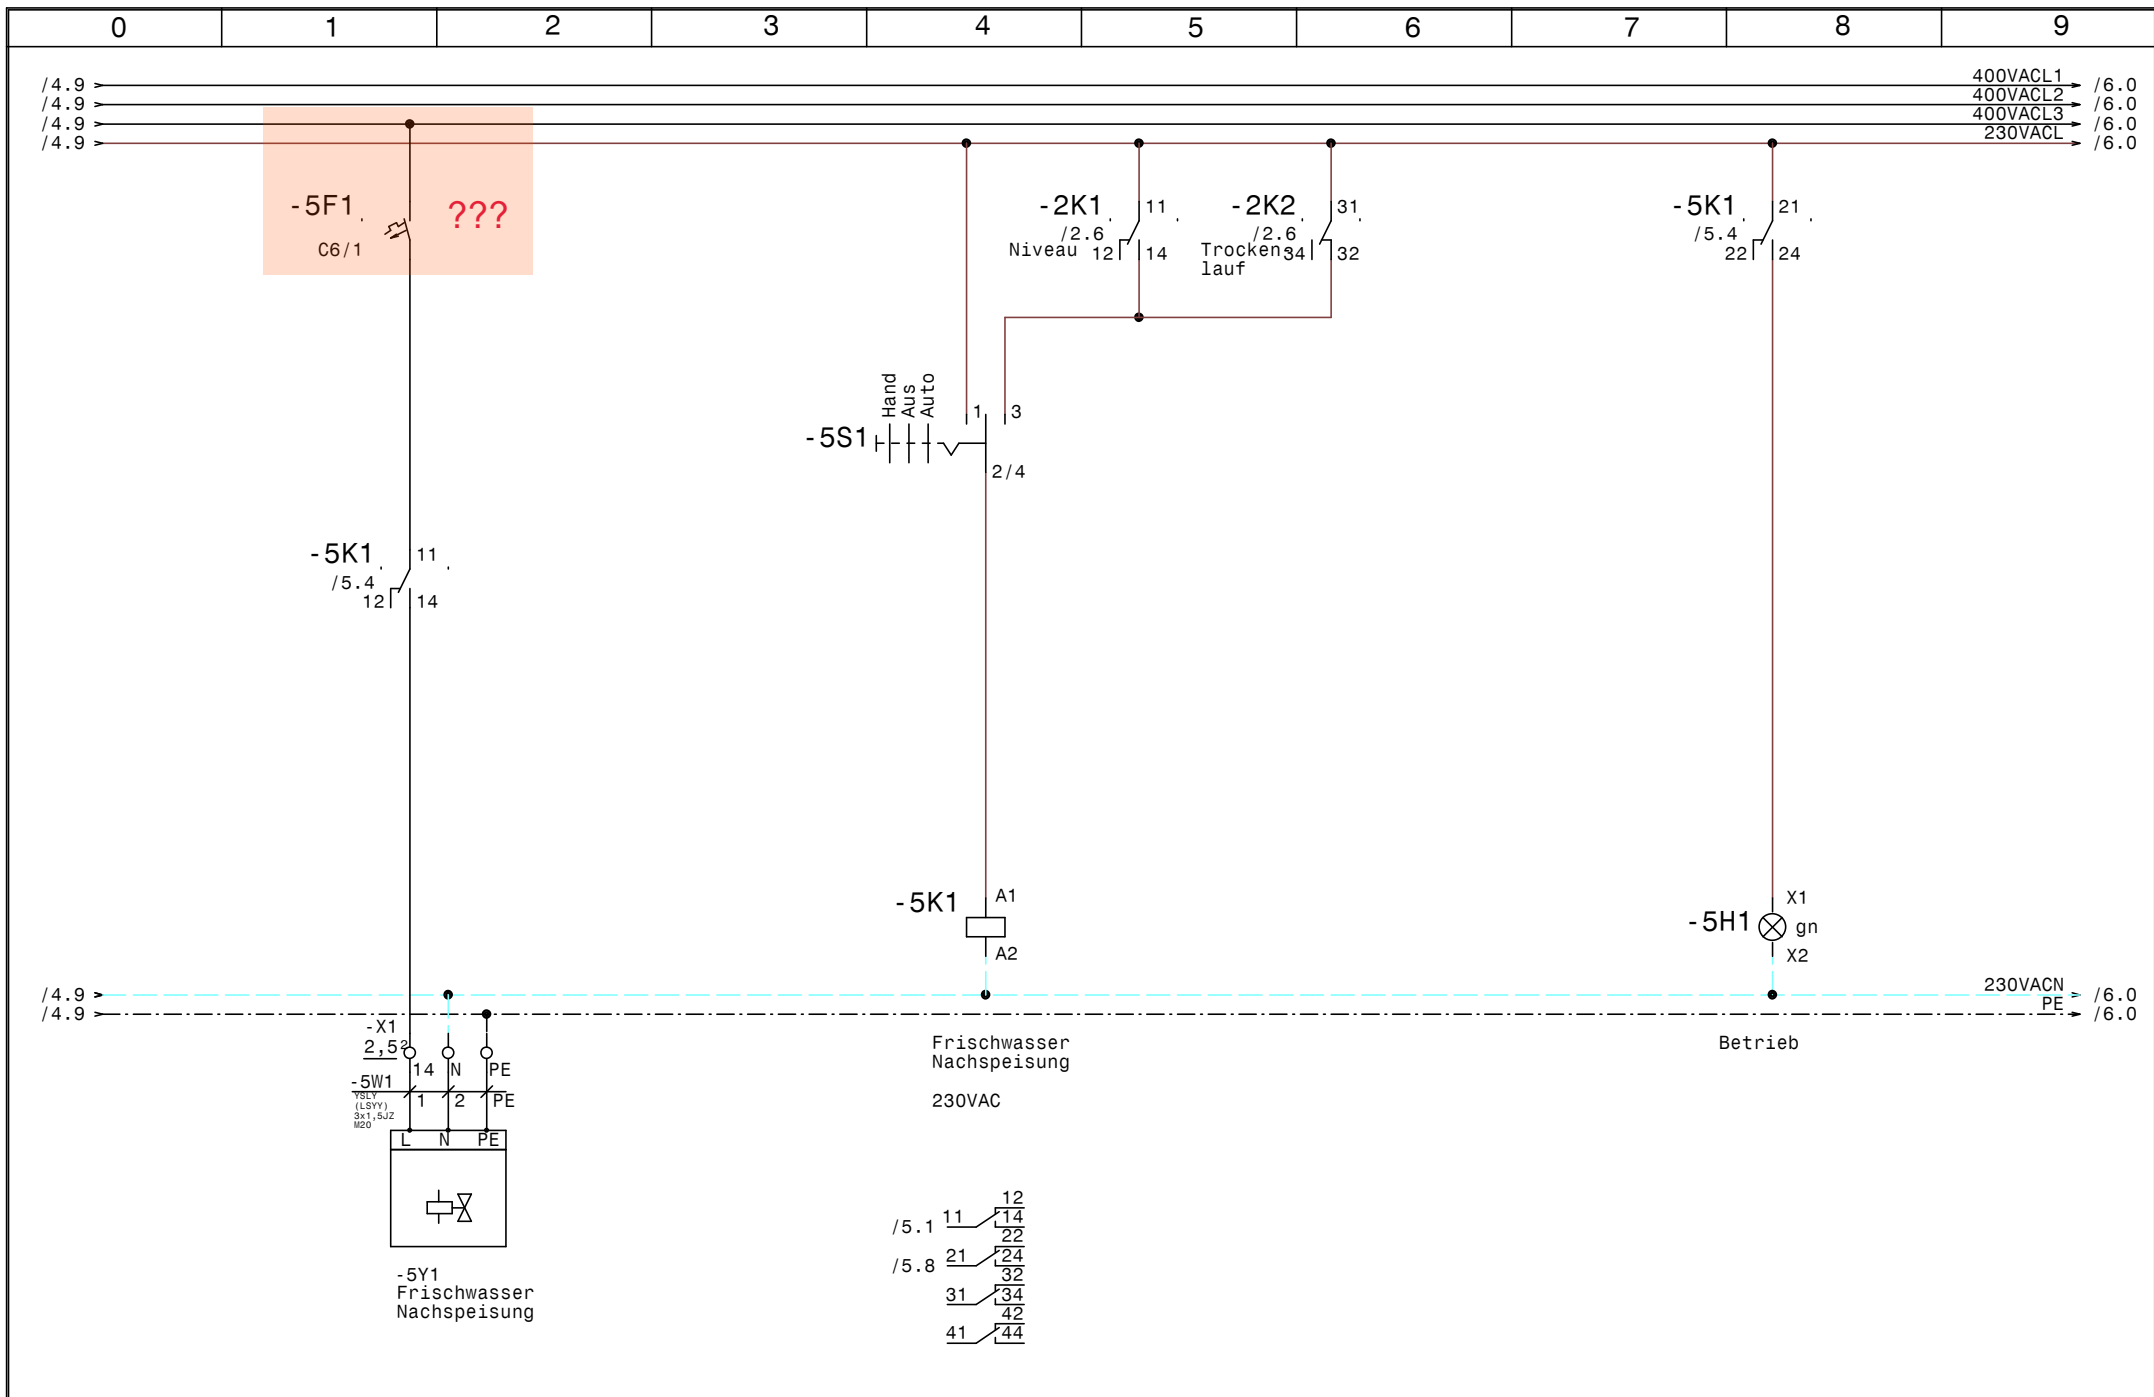 0 1 2 3 4 5 6 7 8 9
/4.9 400VACL1 /6.0
/4.9 400VACL2 /6.0
/4.9 400VACL3 /6.0
/4.9 230VACL /6.0
-5F1 ???
C6/1
-2K1 11
/2.6
Niveau 12 14
-2K2 31
/2.6
Trocken- 34 32
lauf
-5K1 21
/5.4
22 24
Hand
Aus
Auto
1 3
-5S1
2/4
-5K1 11
/5.4
12 14
-5K1 A1
A2
X1
-5H1 gn
X2
/4.9 230VACN /6.0
/4.9 PE /6.0
-X1
2,5²
14 N PE
-5W1
YSLY
(LSYY)
3x1,5JZ
M20
1 2 PE
L N PE
-5Y1
Frischwasser
Nachspeisung
Frischwasser
Nachspeisung
230VAC
Betrieb
12
/5.1 11 14
22
/5.8 21 24
32
31 34
42
41 44